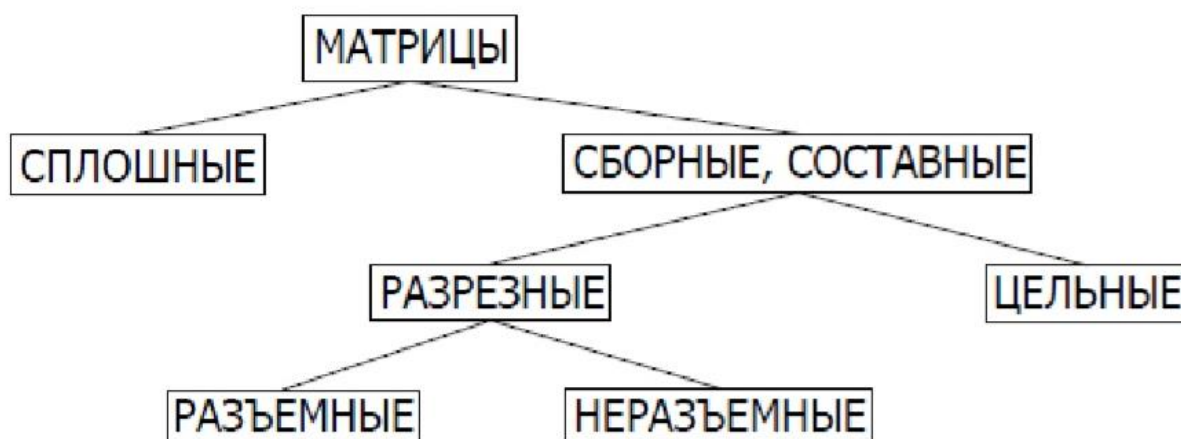 МАТРИЦЫ
СПЛОШНЫЕ
СБОРНЫЕ, СОСТАВНЫЕ
РАЗРЕЗНЫЕ
ЦЕЛЬНЫЕ
РАЗЪЕМНЫЕ
НЕРАЗЪЕМНЫЕ